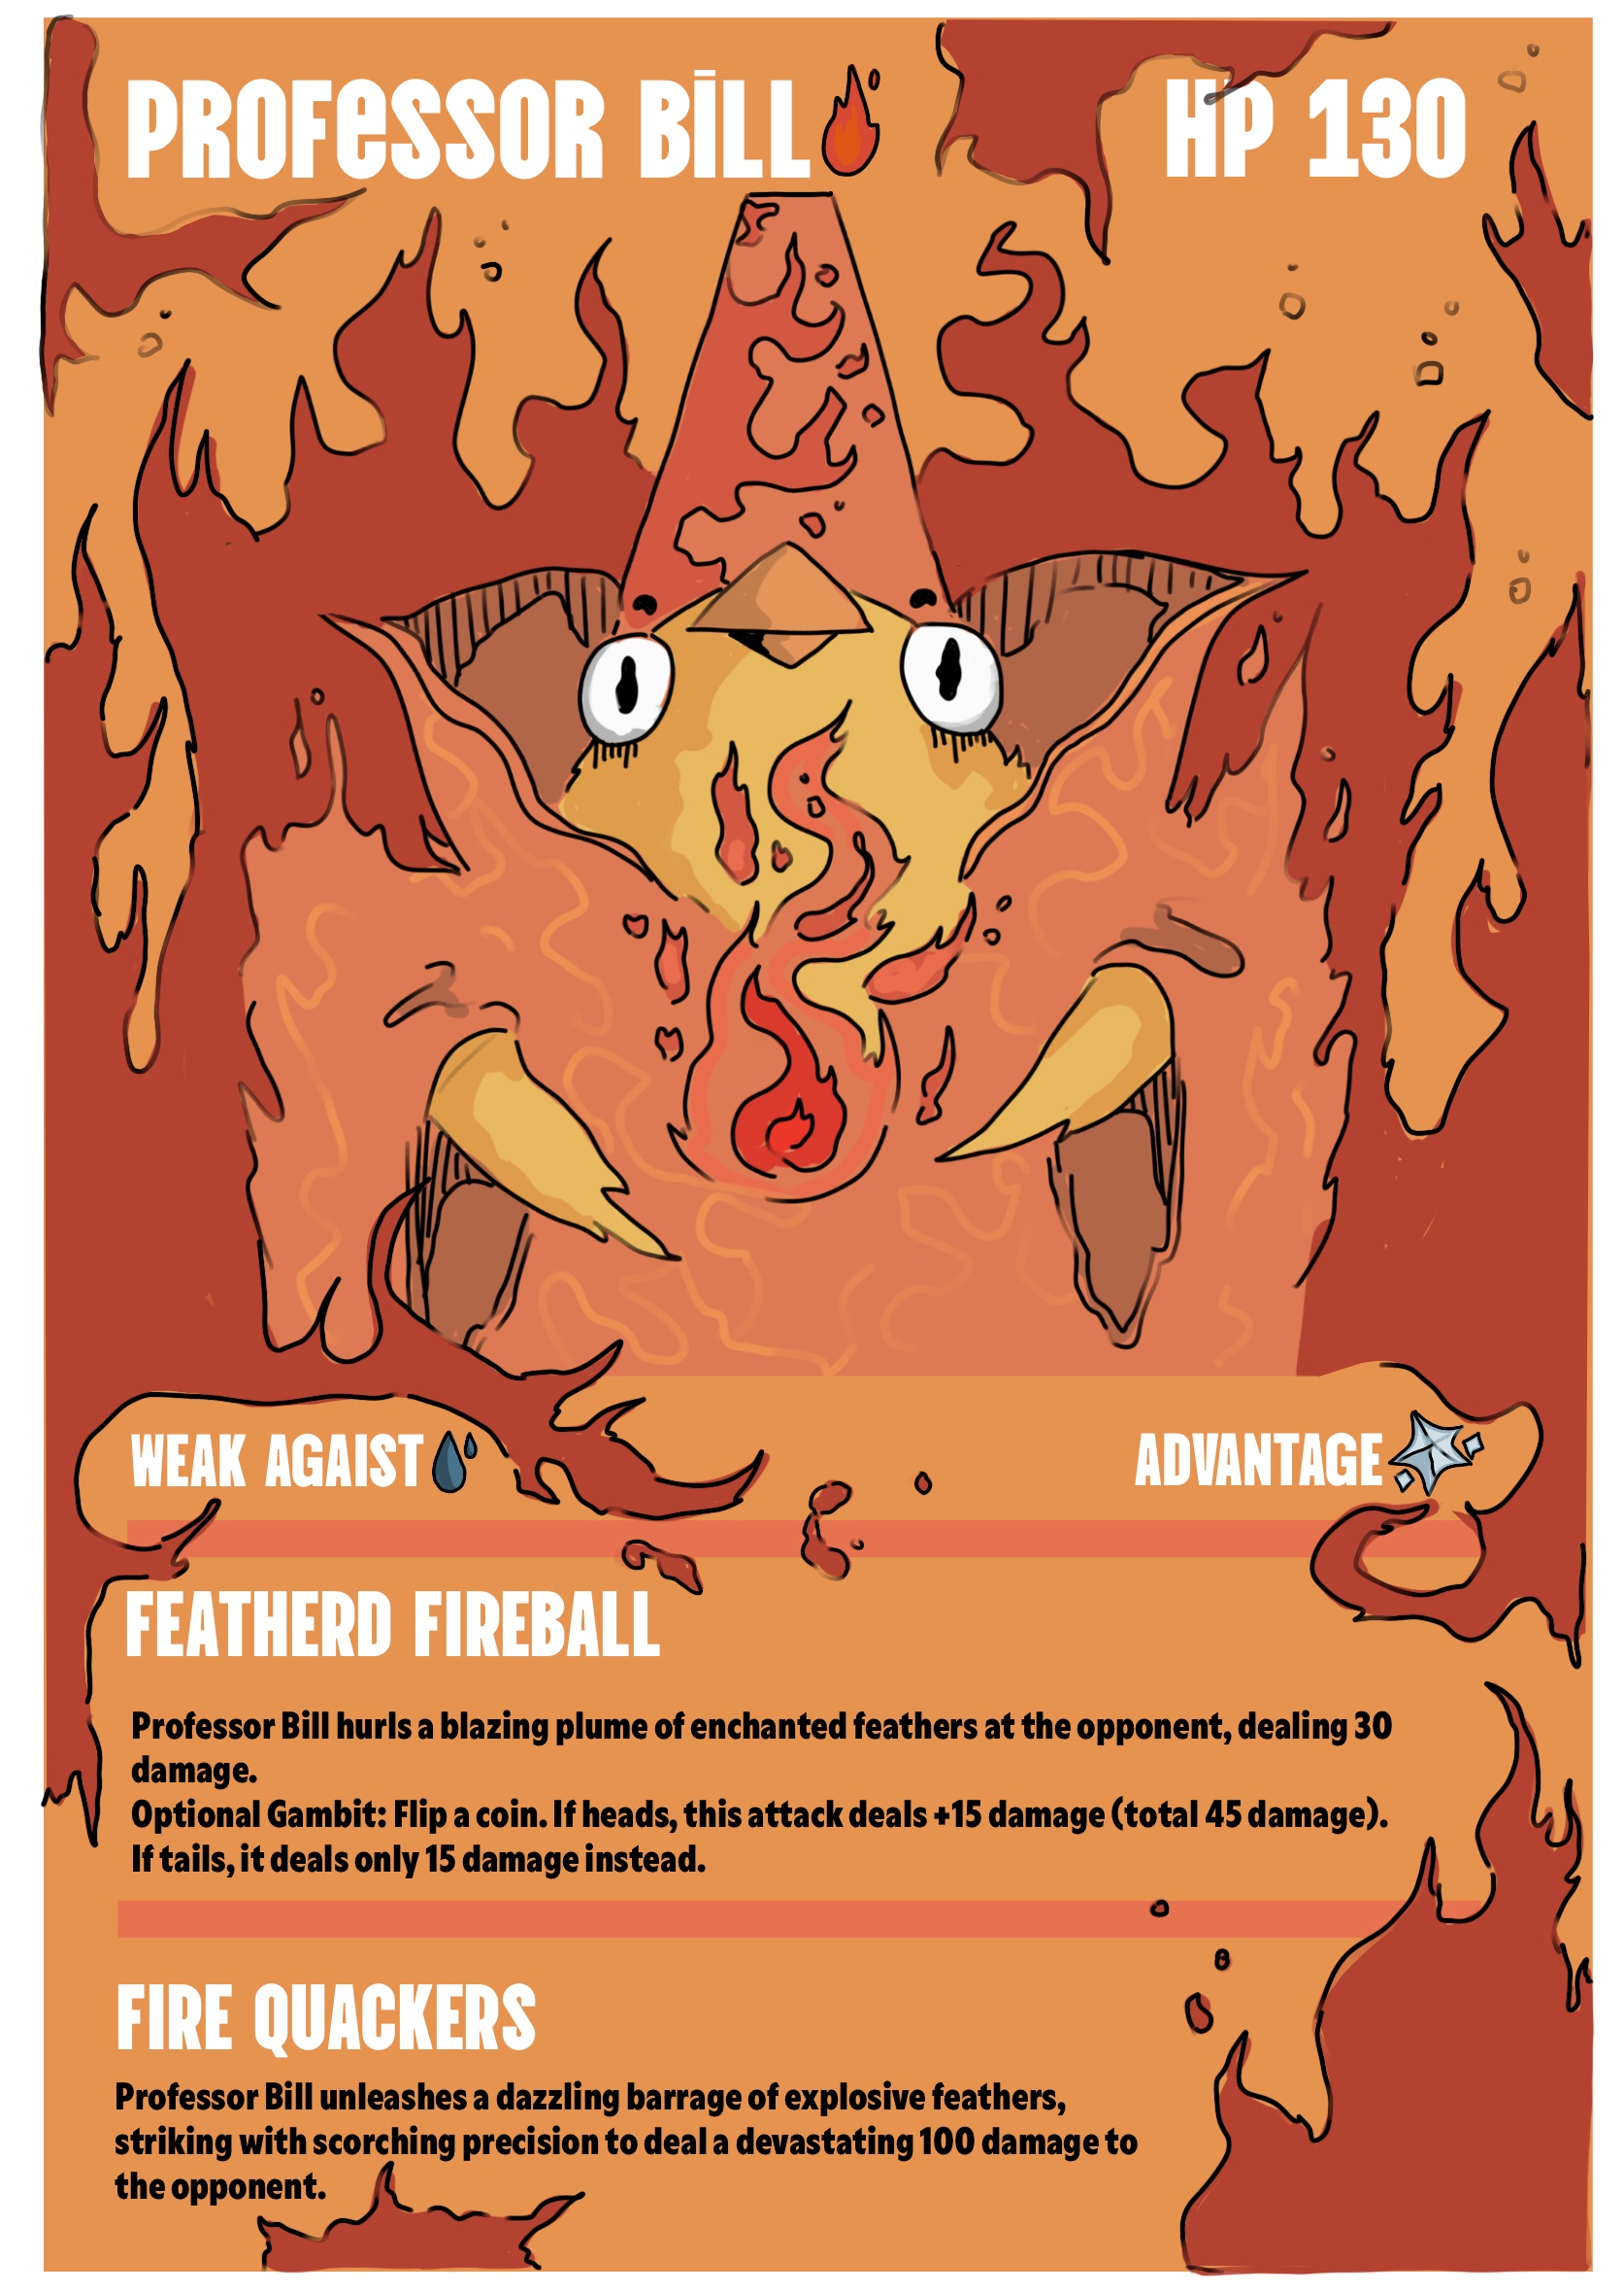 PROFESSOR BILL
HP 130
WEAK AGAIST
ADVANTAGE
FEATHERD FIREBALL
Professor Bill hurls a blazing plume of enchanted feathers at the opponent, dealing 30
damage.
Optional Gambit: Flip a coin. If heads, this attack deals +15 damage (total 45 damage).
If tails, it deals only 15 damage instead.
FIRE QUACKERS
Professor Bill unleashes a dazzling barrage of explosive feathers,
striking with scorching precision to deal a devastating 100 damage to
the opponent.